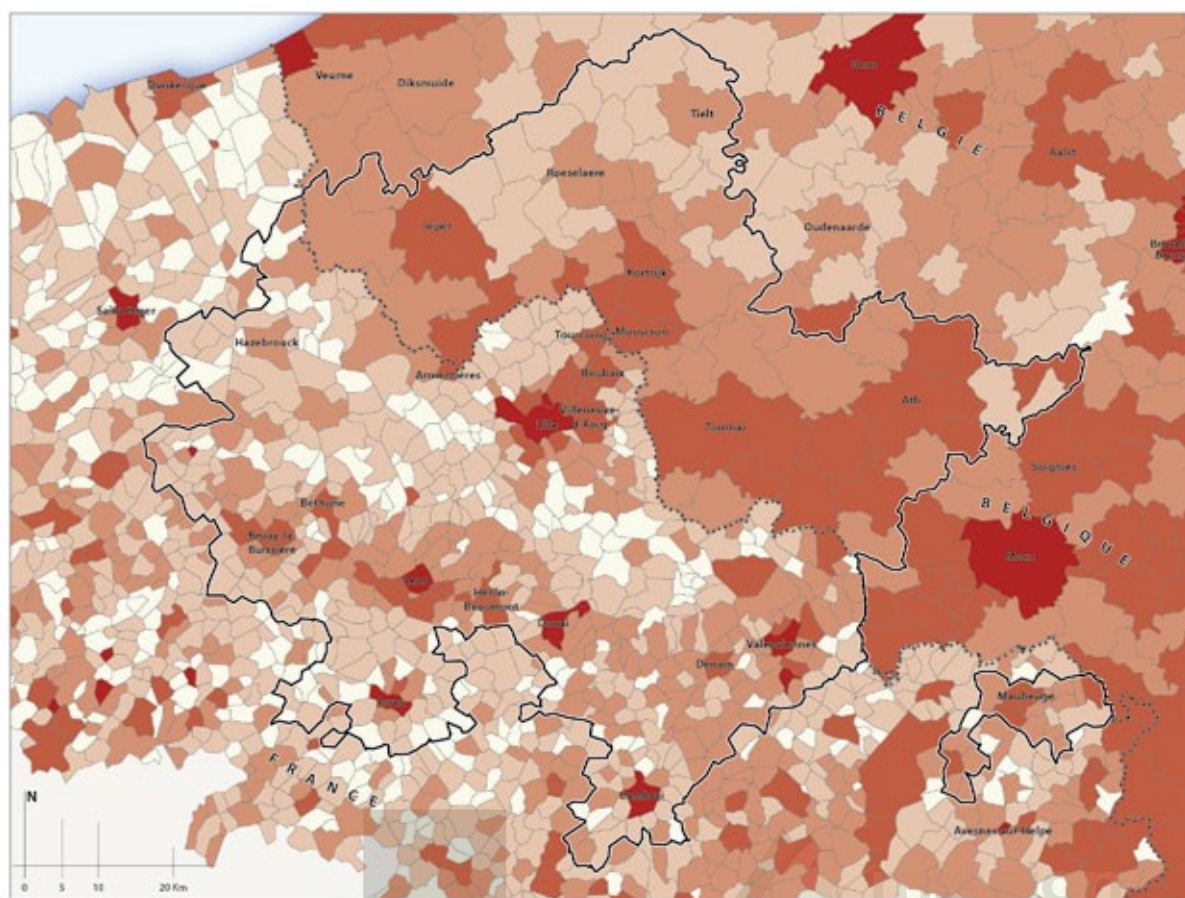 Dunkerque
Veurne
Diksmuide
Gent
BELGIË
Tielt
Aalst
Roeselaere
Ieper
Oudenaarde
Kortrijk
Saint-Omer
Hazebrouck
Tourcoing
Mouscron
Armentières
Roubaix
Lille
Villeneuve-
d'Ascq
Tournai
Ath
Soignies
Béthune
BELGIQUE
Bruay-la-
Buissière
Mons
Lens
Hénin-
Beaumont
Douai
Valenciennes
Denain
Maubeuge
Arras
FRANCE
Cambrai
Avesnes-sur-Helpe
N
0 5 10 20 Km